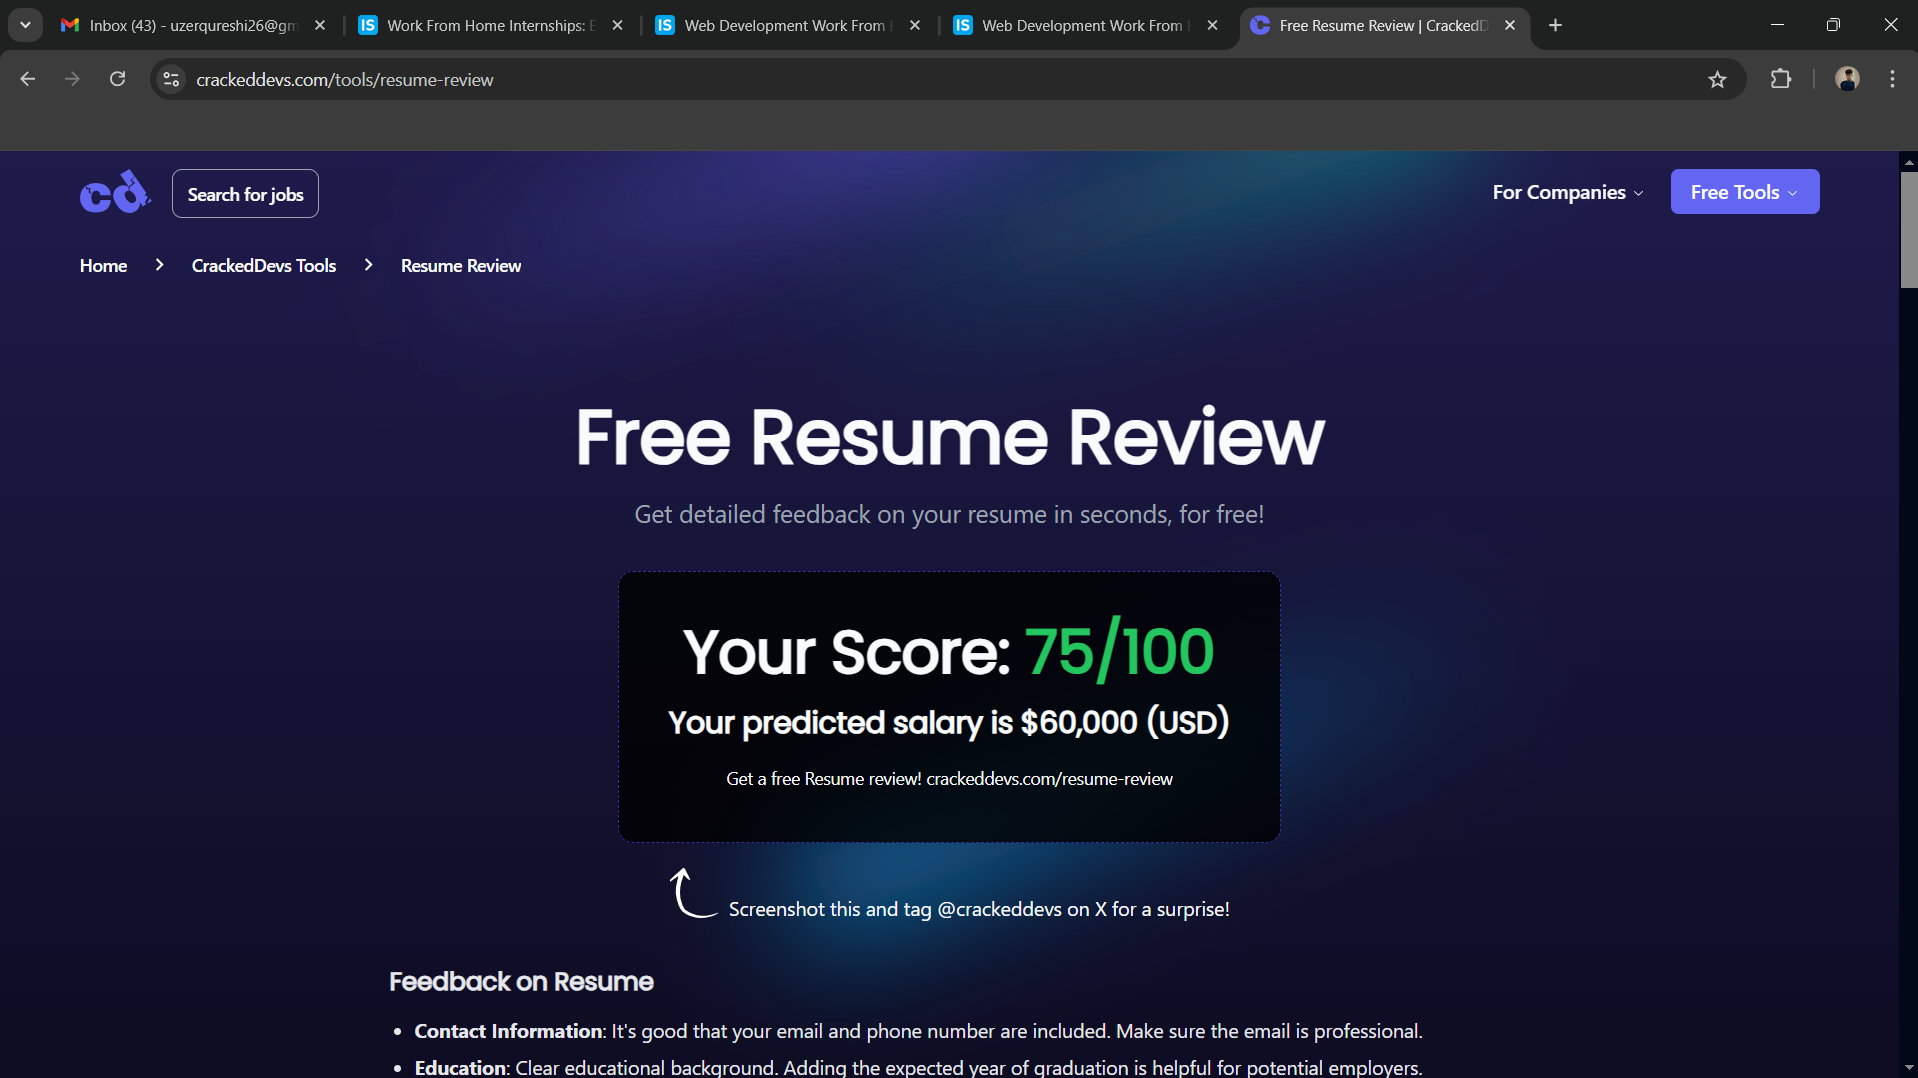 Inbox (43) - uzerqureshi26@gm
Work From Home Internships: E
Web Development Work From
Web Development Work From
Free Resume Review | CrackedD
crackeddevs.com/tools/resume-review
cd
Search for jobs
For Companies
Free Tools
Home > CrackedDevs Tools > Resume Review
Free Resume Review
Get detailed feedback on your resume in seconds, for free!
Your Score: 75/100
Your predicted salary is $60,000 (USD)
Get a free Resume review! crackeddevs.com/resume-review
Screenshot this and tag @crackeddevs on X for a surprise!
Feedback on Resume
• Contact Information: It's good that your email and phone number are included. Make sure the email is professional.
• Education: Clear educational background. Adding the expected year of graduation is helpful for potential employers.